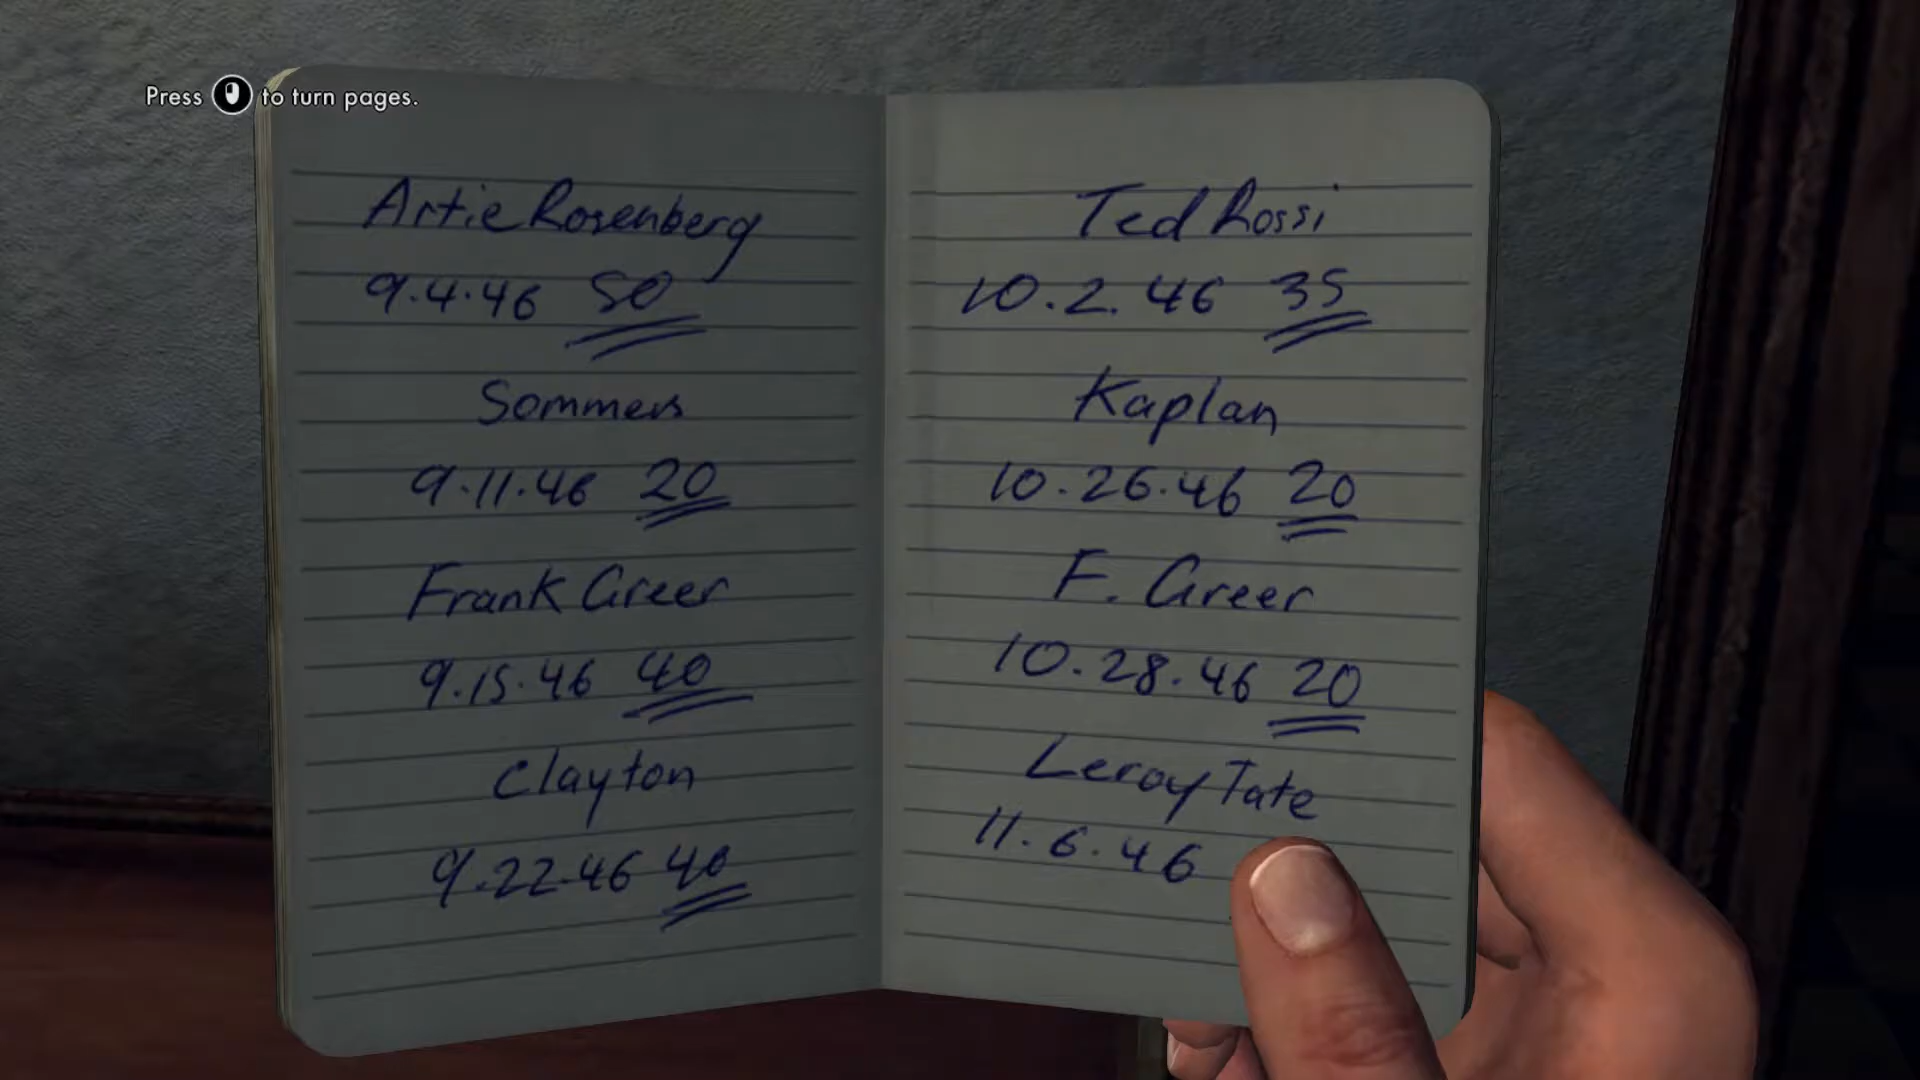 Press to turn pages.
Artie Rosenberg
9.4.46 50
Sommers
9.11.46 20
Frank Greer
9.15.46 40
Clayton
9.22.46 40
Ted Rossi
10.2.46 35
Kaplan
10.26.46 20
F. Greer
10.28.46 20
Leroy Tate
11.6.46